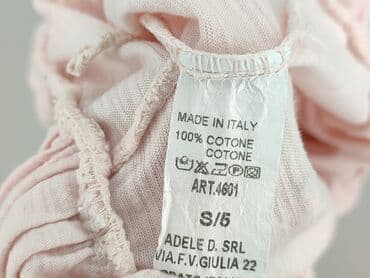 MADE IN ITALY
100% COTONE
COTONE
ART.4601
S/5
ADELE D. SRL
VIA.F.V.GIULIA 22